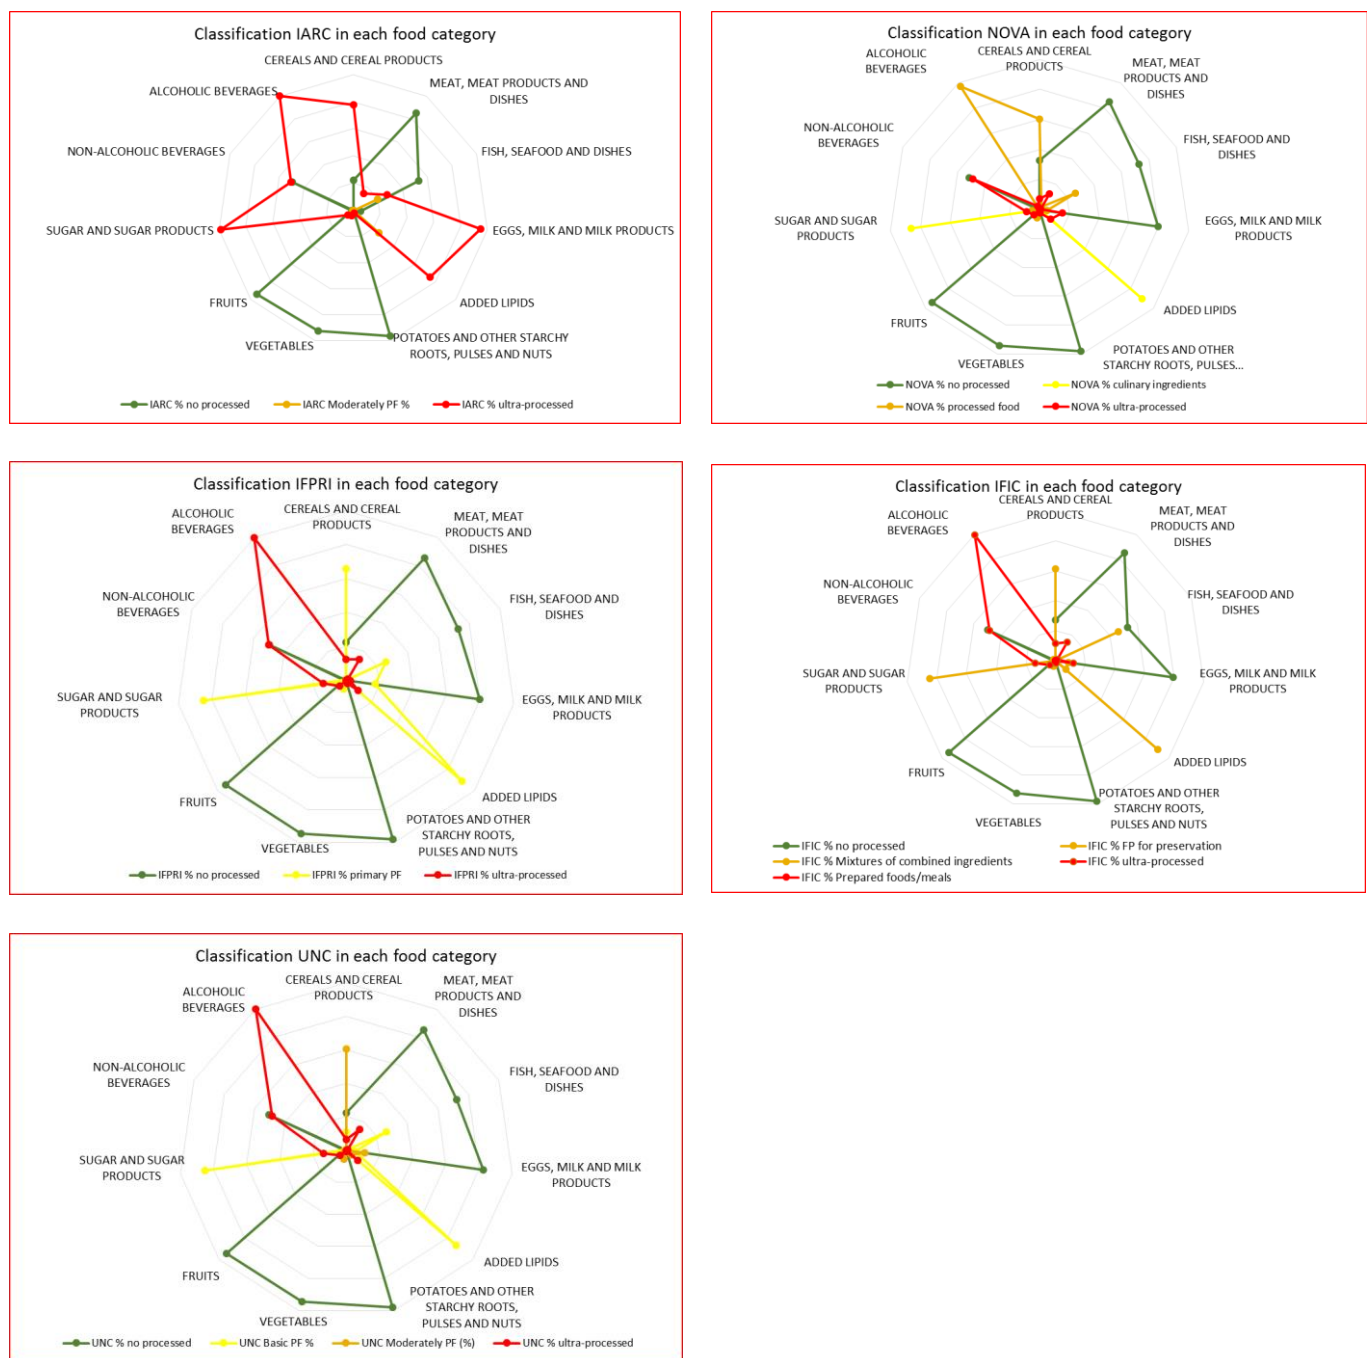 Classification IARC in each food category
CEREALS AND CEREAL PRODUCTS
MEAT, MEAT PRODUCTS AND
DISHES
FISH, SEAFOOD AND DISHES
EGGS, MILK AND MILK PRODUCTS
ADDED LIPIDS
POTATOES AND OTHER STARCHY
ROOTS, PULSES AND NUTS
VEGETABLES
FRUITS
SUGAR AND SUGAR PRODUCTS
NON-ALCOHOLIC BEVERAGES
ALCOHOLIC BEVERAGES
IARC % no processed
IARC Moderately PF %
IARC % ultra-processed
Classification NOVA in each food category
CEREALS AND CEREAL
PRODUCTS
MEAT, MEAT
PRODUCTS AND
DISHES
FISH, SEAFOOD AND
DISHES
EGGS, MILK AND MILK
PRODUCTS
ADDED LIPIDS
POTATOES AND OTHER
STARCHY ROOTS, PULSES...
VEGETABLES
FRUITS
SUGAR AND SUGAR
PRODUCTS
NON-ALCOHOLIC
BEVERAGES
ALCOHOLIC
BEVERAGES
NOVA % no processed
NOVA % culinary ingredients
NOVA % processed food
NOVA % ultra-processed
Classification IFPRI in each food category
CEREALS AND CEREAL
PRODUCTS
MEAT, MEAT
PRODUCTS AND
DISHES
FISH, SEAFOOD AND
DISHES
EGGS, MILK AND MILK
PRODUCTS
ADDED LIPIDS
POTATOES AND OTHER
STARCHY ROOTS,
PULSES AND NUTS
VEGETABLES
FRUITS
SUGAR AND SUGAR
PRODUCTS
NON-ALCOHOLIC
BEVERAGES
ALCOHOLIC
BEVERAGES
IFPRI % no processed
IFPRI % primary PF
IFPRI % ultra-processed
Classification IFIC in each food category
CEREALS AND CEREAL
PRODUCTS
MEAT, MEAT
PRODUCTS AND
DISHES
FISH, SEAFOOD AND
DISHES
EGGS, MILK AND MILK
PRODUCTS
ADDED LIPIDS
POTATOES AND OTHER
STARCHY ROOTS,
PULSES AND NUTS
VEGETABLES
FRUITS
SUGAR AND SUGAR
PRODUCTS
NON-ALCOHOLIC
BEVERAGES
ALCOHOLIC
BEVERAGES
IFIC % no processed
IFIC % FP for preservation
IFIC % Mixtures of combined ingredients
IFIC % ultra-processed
IFIC % Prepared foods/meals
Classification UNC in each food category
CEREALS AND CEREAL
PRODUCTS
MEAT, MEAT
PRODUCTS AND
DISHES
FISH, SEAFOOD AND
DISHES
EGGS, MILK AND MILK
PRODUCTS
ADDED LIPIDS
POTATOES AND OTHER
STARCHY ROOTS,
PULSES AND NUTS
VEGETABLES
FRUITS
SUGAR AND SUGAR
PRODUCTS
NON-ALCOHOLIC
BEVERAGES
ALCOHOLIC
BEVERAGES
UNC % no processed
UNC Basic PF %
UNC Moderately PF (%)
UNC % ultra-processed